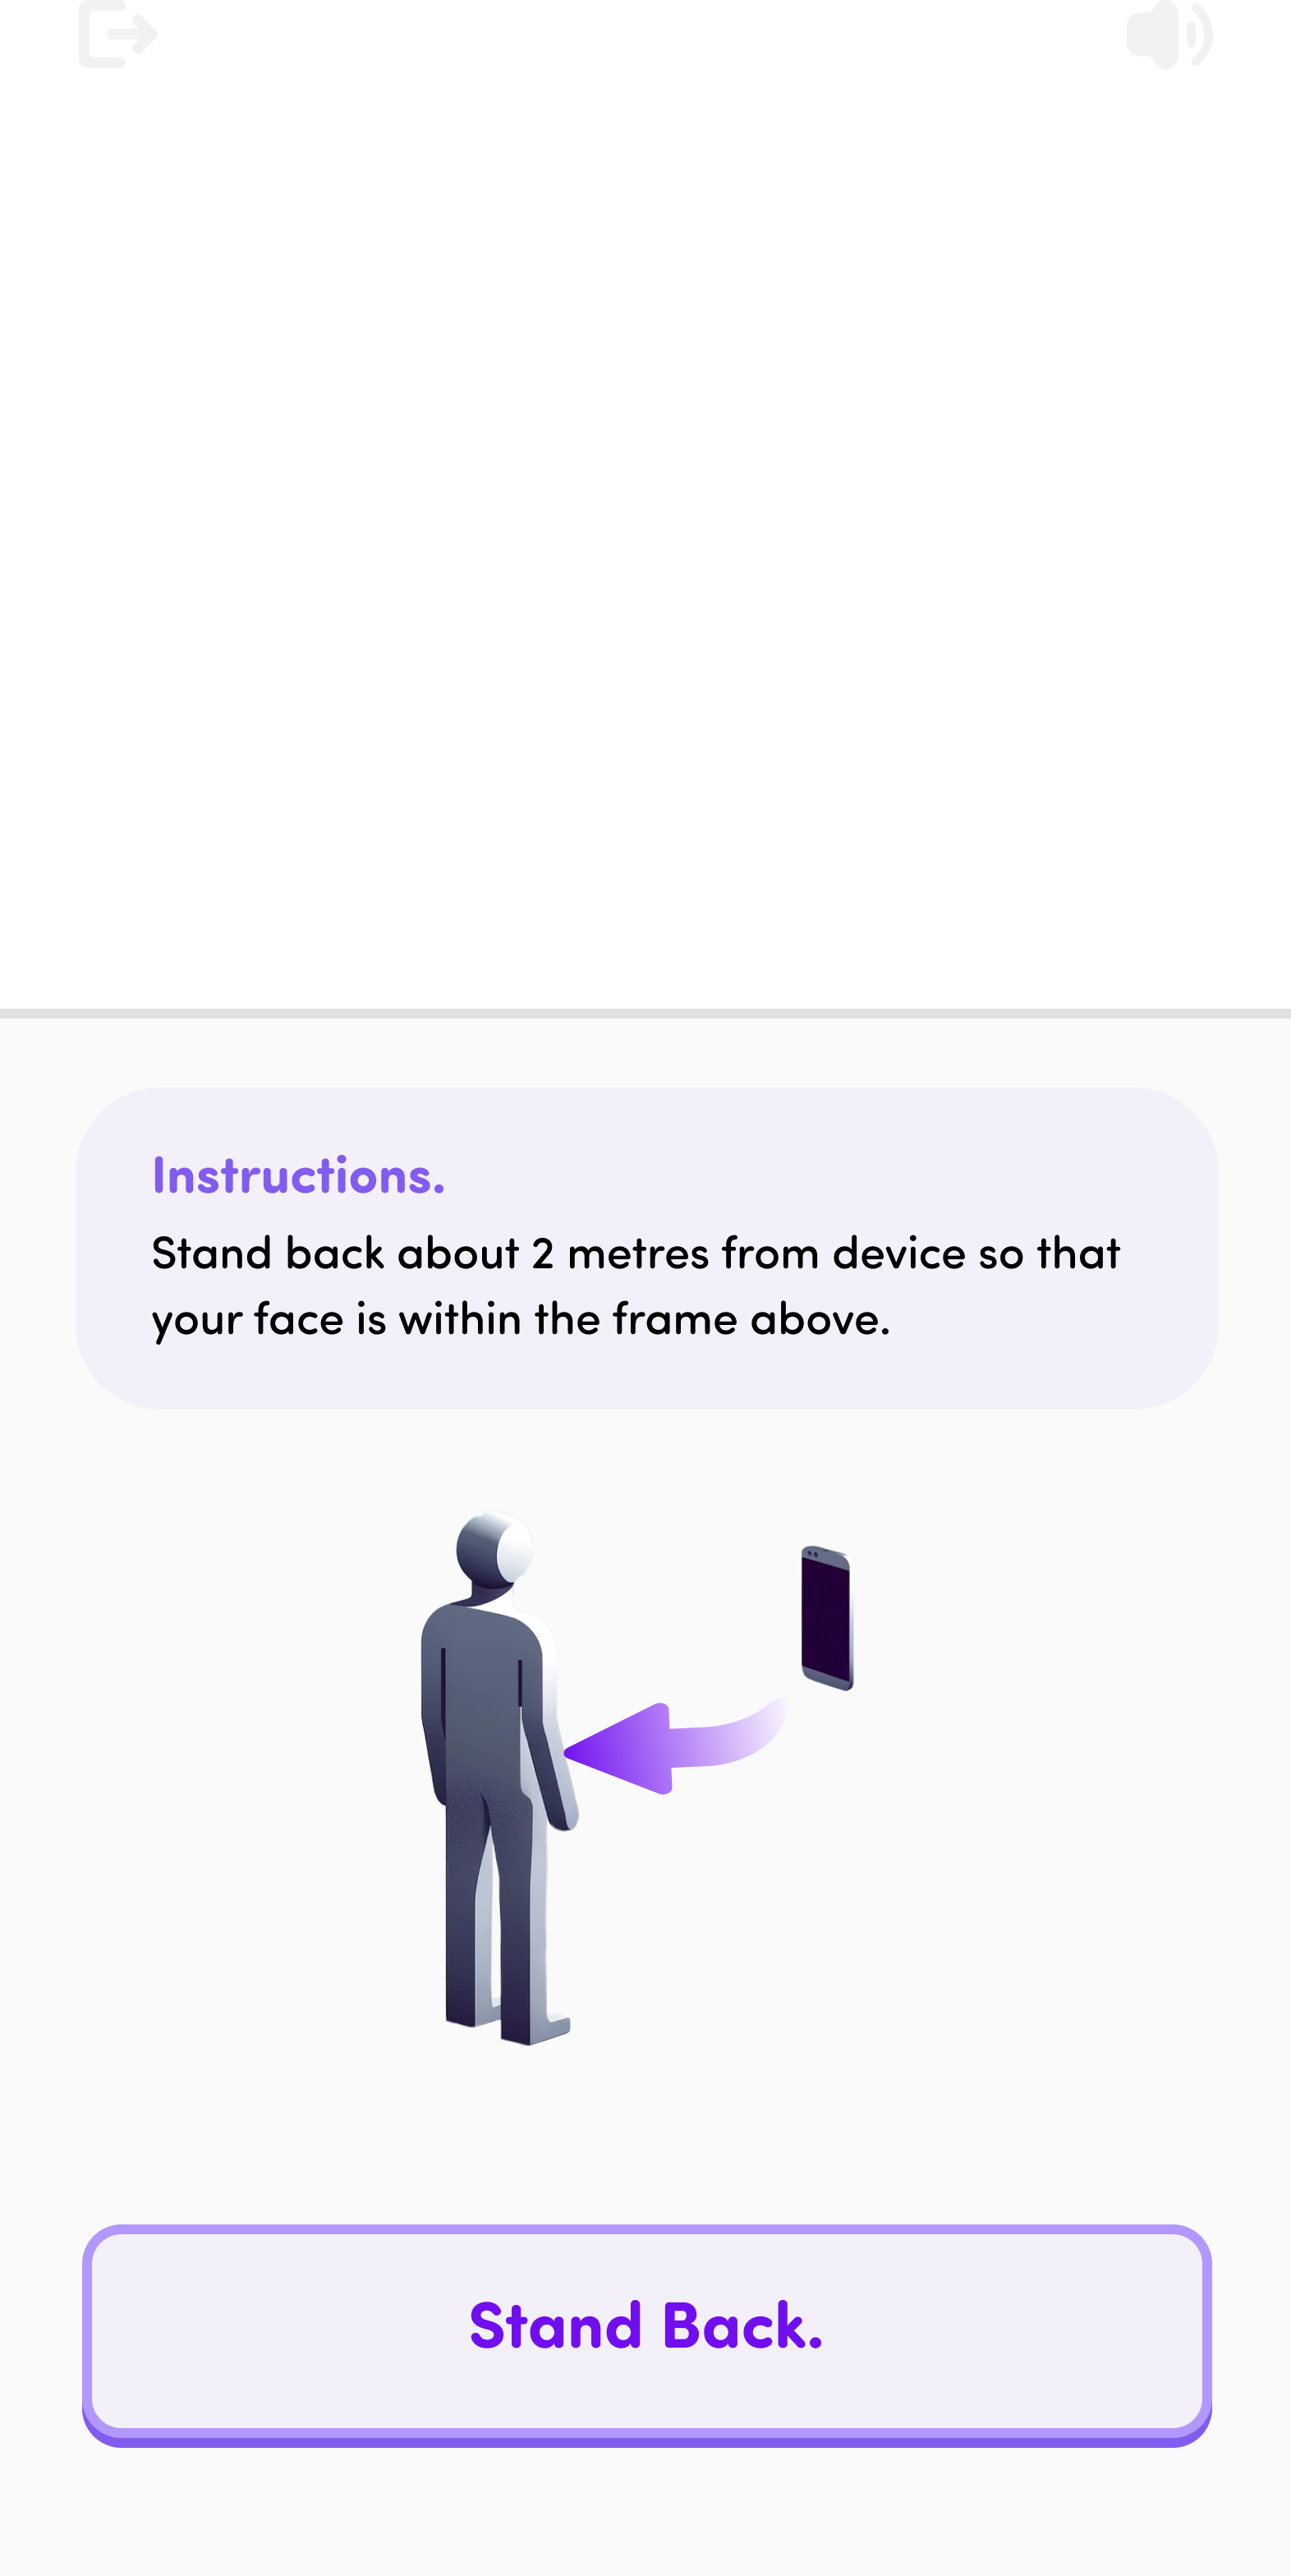 Instructions.
Stand back about 2 metres from device so that
your face is within the frame above.
Stand Back.